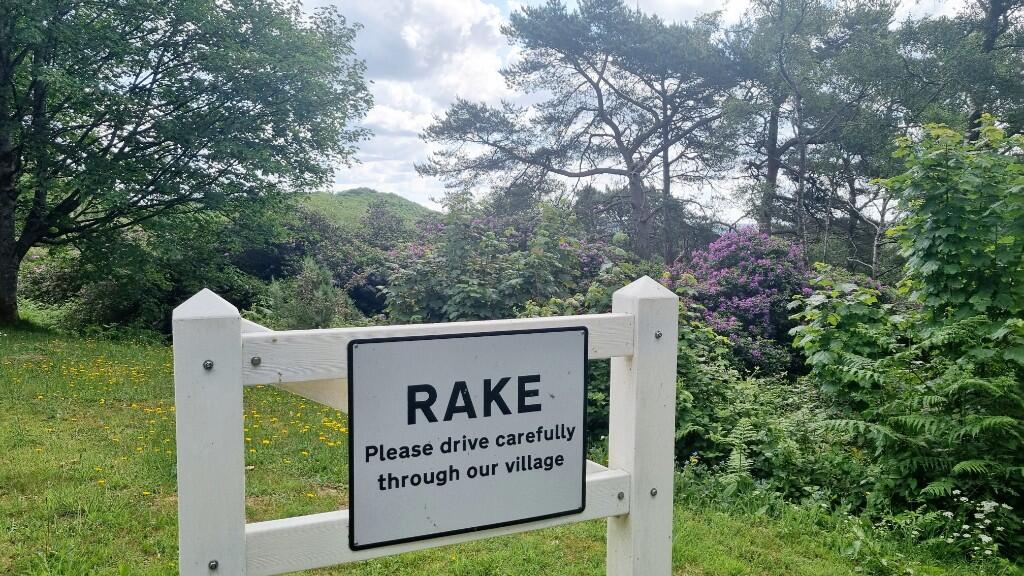 RAKE
Please drive carefully
through our village